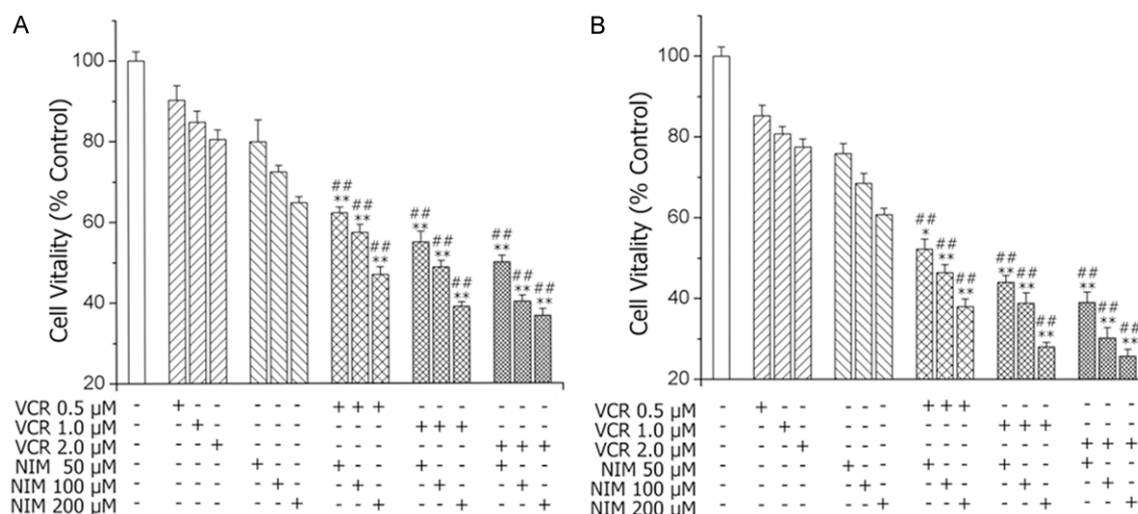 A
Cell Vitality (% Control)
100
80
60
40
20
## ## ## ## ## ## ## ## ##
** ** ** ** ** ** ** ** **
VCR 0.5 μM - + - - - - - + + + - - - - - -
VCR 1.0 μM - - + - - - - - - - + + + - - -
VCR 2.0 μM - - - + - - - - - - - - - + + +
NIM 50 μM - - - - + - - + - - + - - + - -
NIM 100 μM - - - - - + - - + - - + - - + -
NIM 200 μM - - - - - - + - - + - - + - - +
B
Cell Vitality (% Control)
100
80
60
40
20
## ## ## ## ## ## ## ## ##
* ** ** ** ** ** ** ** **
VCR 0.5 μM - + - - - - - + + + - - - - - -
VCR 1.0 μM - - + - - - - - - - + + + - - -
VCR 2.0 μM - - - + - - - - - - - - - + + +
NIM 50 μM - - - - + - - + - - + - - + - -
NIM 100 μM - - - - - + - - + - - + - - + -
NIM 200 μM - - - - - - + - - + - - + - - +